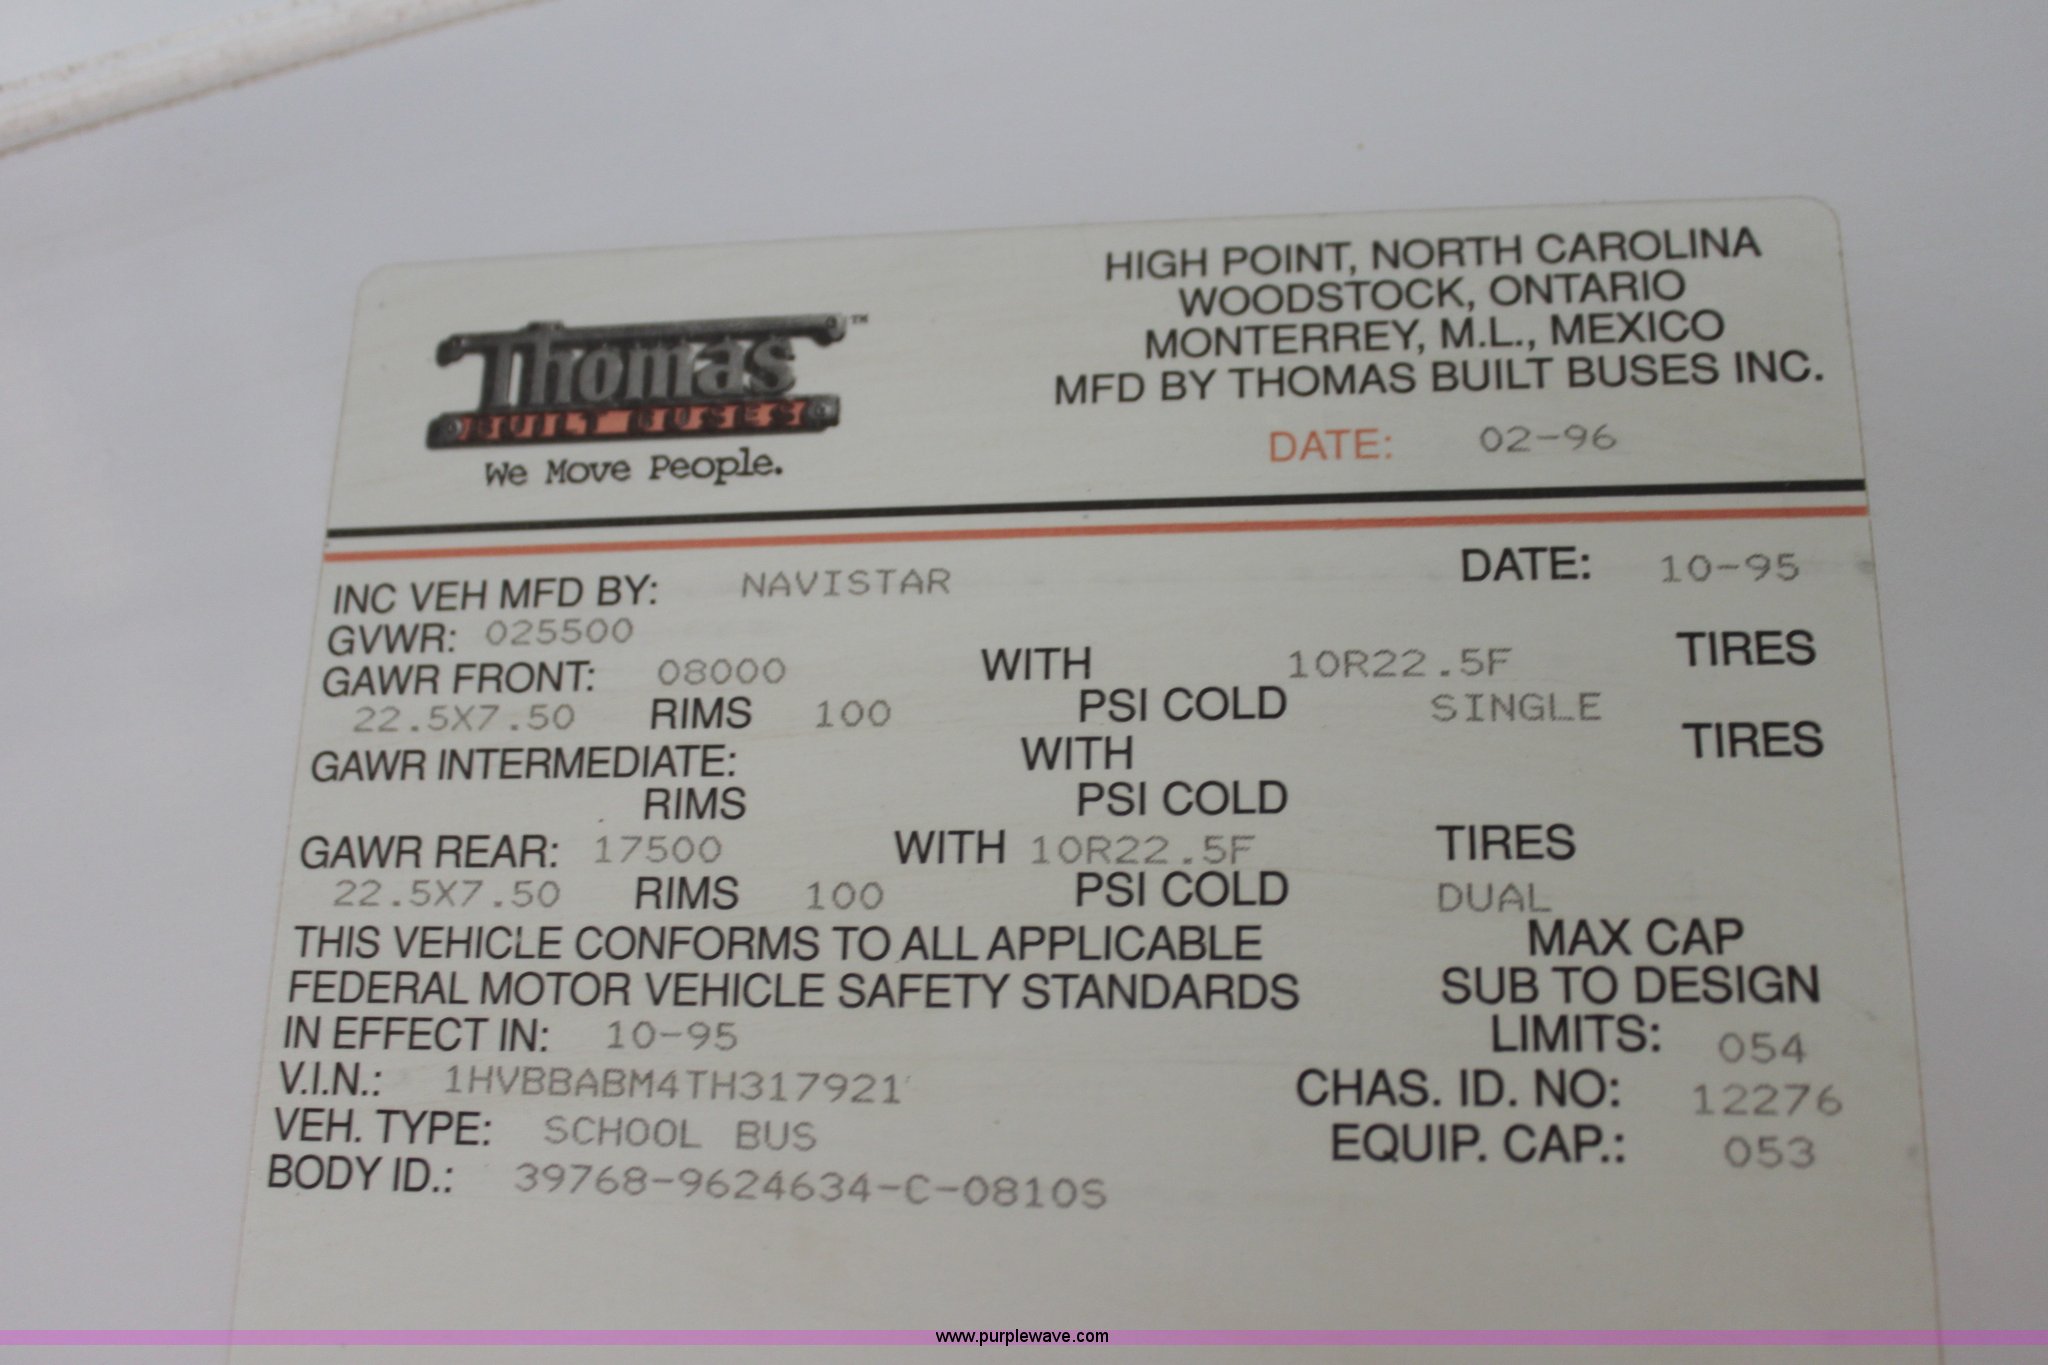 Thomas™
BUILT BUSES
We Move People.
HIGH POINT, NORTH CAROLINA
WOODSTOCK, ONTARIO
MONTERREY, M.L., MEXICO
MFD BY THOMAS BUILT BUSES INC.
DATE: 02-96
INC VEH MFD BY: NAVISTAR DATE: 10-95
GVWR: 025500
GAWR FRONT: 08000 WITH 10R22.5F TIRES
22.5X7.50 RIMS 100 PSI COLD SINGLE
GAWR INTERMEDIATE: WITH TIRES
RIMS PSI COLD
GAWR REAR: 17500 WITH 10R22.5F TIRES
22.5X7.50 RIMS 100 PSI COLD DUAL
THIS VEHICLE CONFORMS TO ALL APPLICABLE
FEDERAL MOTOR VEHICLE SAFETY STANDARDS
IN EFFECT IN: 10-95
MAX CAP
SUB TO DESIGN
LIMITS: 054
V.I.N.: 1HVBBABM4TH317921
CHAS. ID. NO: 12276
VEH. TYPE: SCHOOL BUS
EQUIP. CAP.: 053
BODY ID.: 39768-9624634-C-0810S
www.purplewave.com